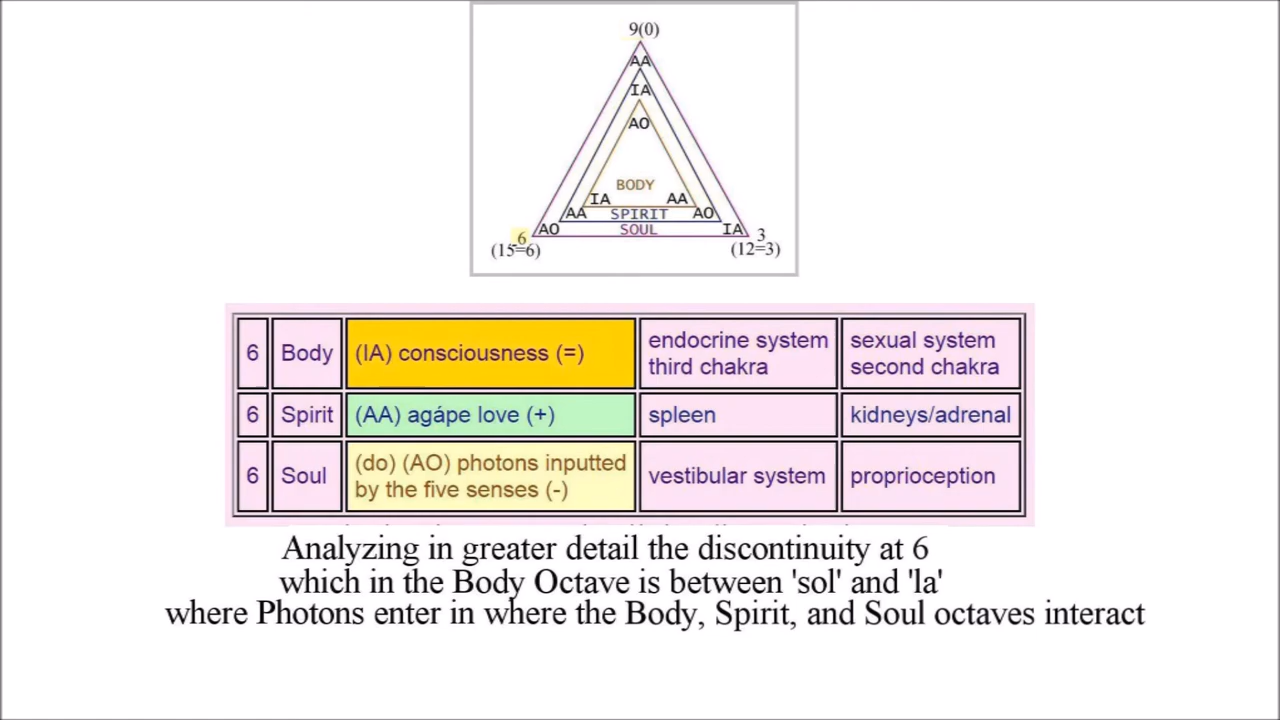 9(0)
AA
IA
AO
BODY
IA AA
AA SPIRIT AO
AO SOUL IA
6 3
(15=6) (12=3)
6 Body (IA) consciousness (=) endocrine system third chakra sexual system second chakra
6 Spirit (AA) agápe love (+) spleen kidneys/adrenal
6 Soul (do) (AO) photons inputted by the five senses (-) vestibular system proprioception
Analyzing in greater detail the discontinuity at 6
which in the Body Octave is between 'sol' and 'la'
where Photons enter in where the Body, Spirit, and Soul octaves interact